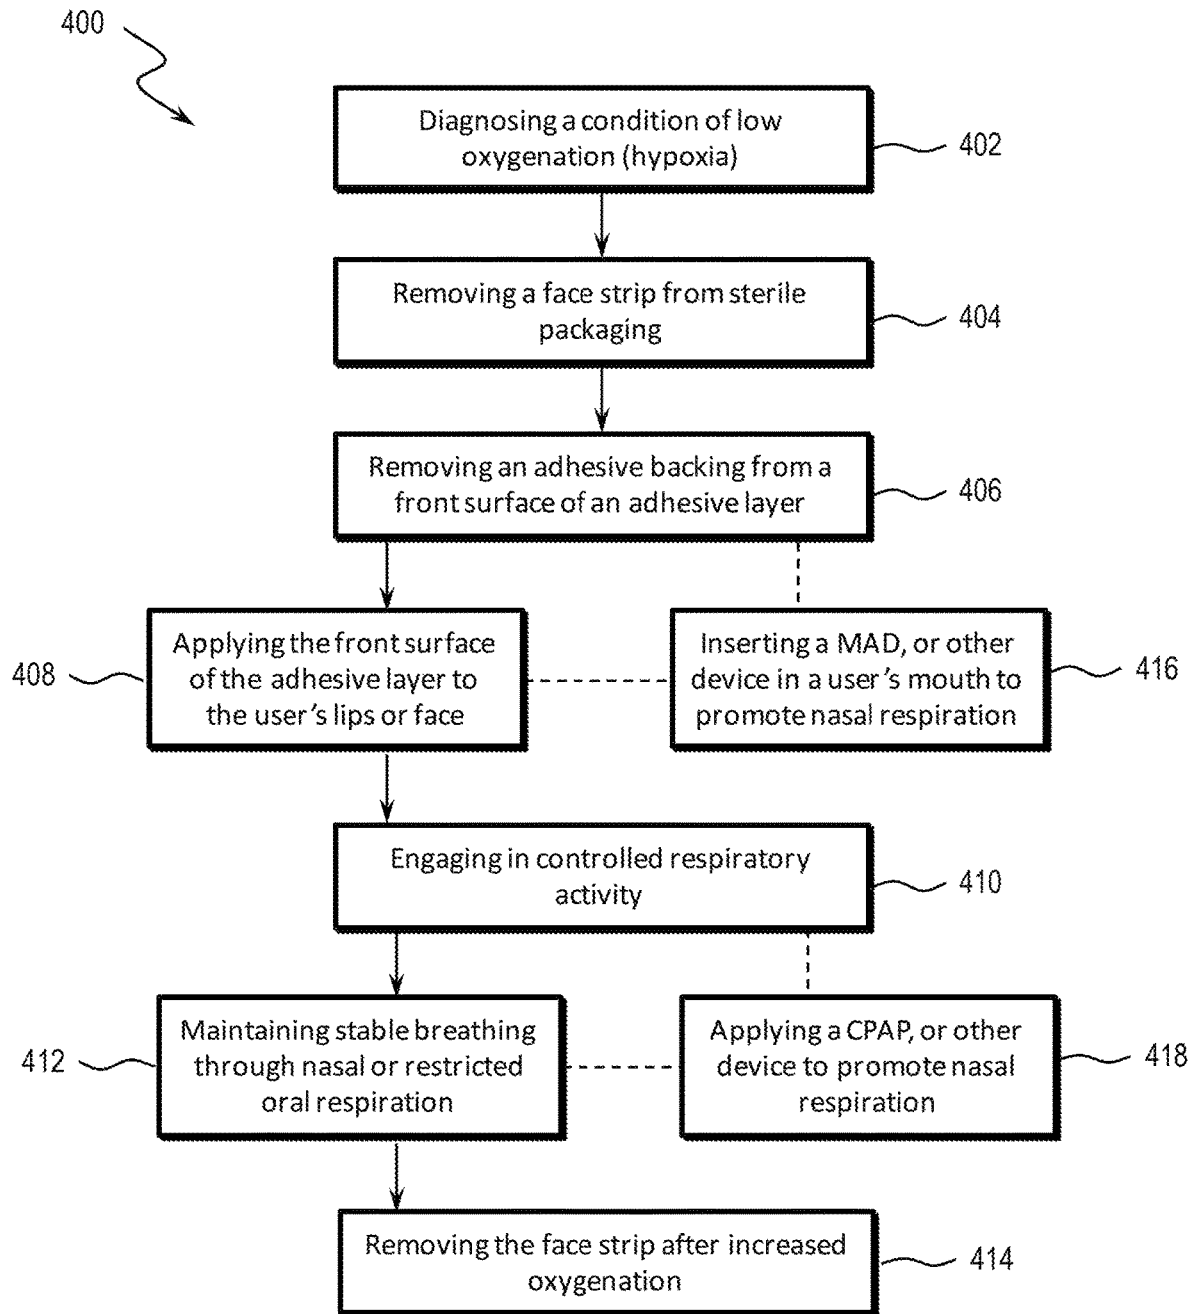 400
Diagnosing a condition of low
oxygenation (hypoxia)
402
Removing a face strip from sterile
packaging
404
Removing an adhesive backing from a
front surface of an adhesive layer
406
408
Applying the front surface
of the adhesive layer to
the user's lips or face
Inserting a MAD, or other
device in a user's mouth to
promote nasal respiration
416
Engaging in controlled respiratory
activity
410
412
Maintaining stable breathing
through nasal or restricted
oral respiration
Applying a CPAP, or other
device to promote nasal
respiration
418
Removing the face strip after increased
oxygenation
414